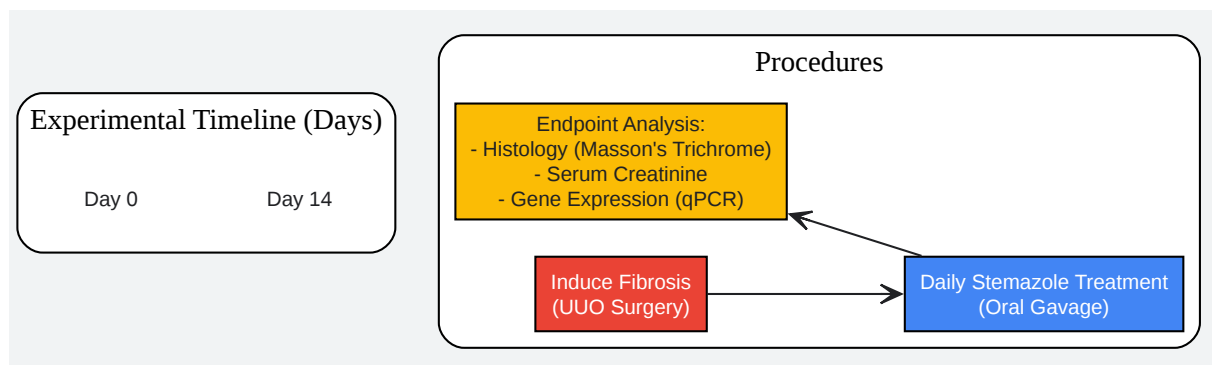 Experimental Timeline (Days)
Day 0
Day 14
Procedures
Endpoint Analysis:
- Histology (Masson's Trichrome)
- Serum Creatinine
- Gene Expression (qPCR)
Induce Fibrosis
(UUO Surgery)
Daily Stemazole Treatment
(Oral Gavage)